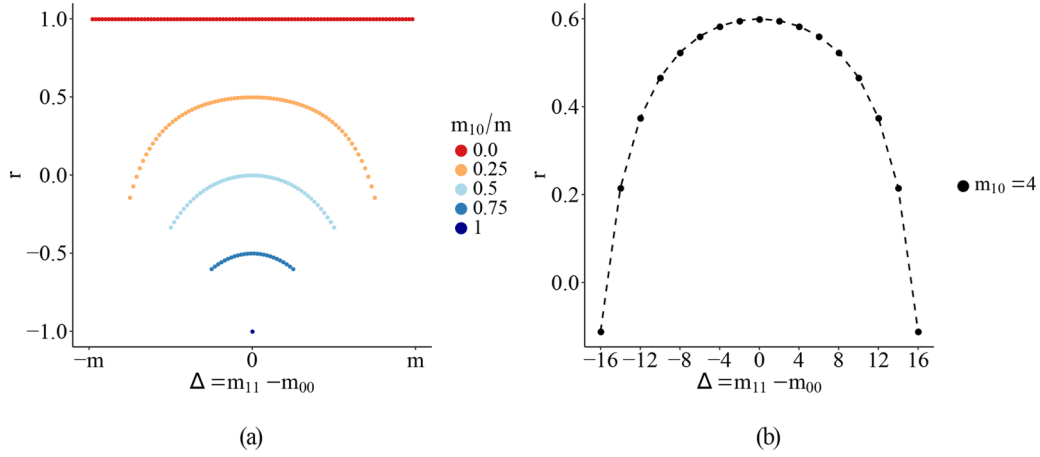 1.0
0.5
0.0
−0.5
−1.0
r
−m 0 m
Δ =m₁₁ −m₀₀
m₁₀/m
0.0
0.25
0.5
0.75
1
(a)
0.6
0.4
0.2
0.0
r
−16 −12 −8 −4 0 4 8 12 16
Δ =m₁₁ −m₀₀
m₁₀ =4
(b)